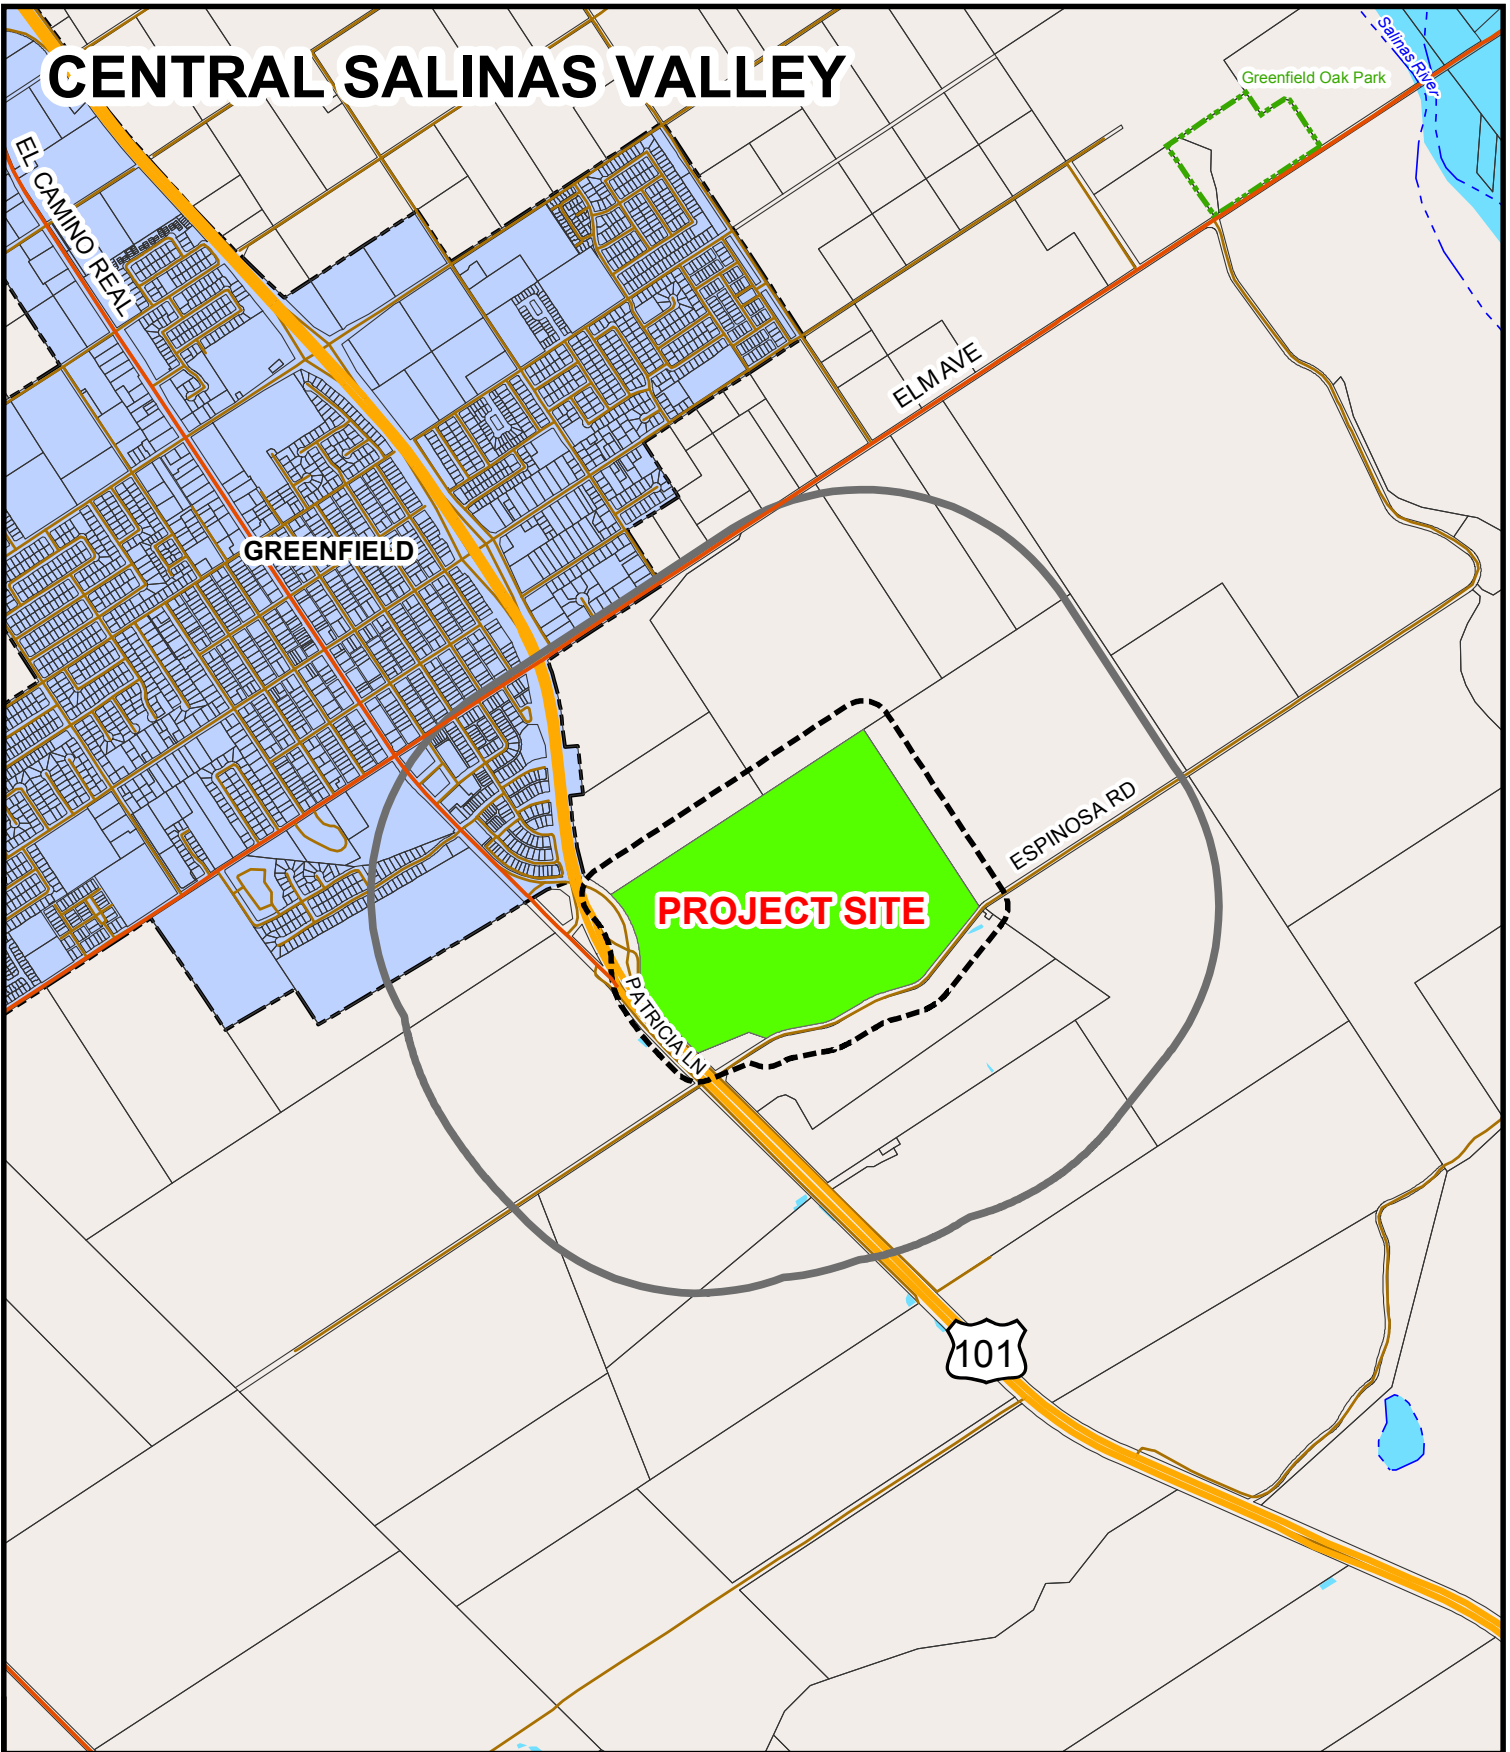 CENTRAL SALINAS VALLEY
Salinas River
Greenfield Oak Park
EL CAMINO REAL
ELM AVE
GREENFIELD
ESPINOSA RD
PROJECT SITE
PATRICIA LN
101